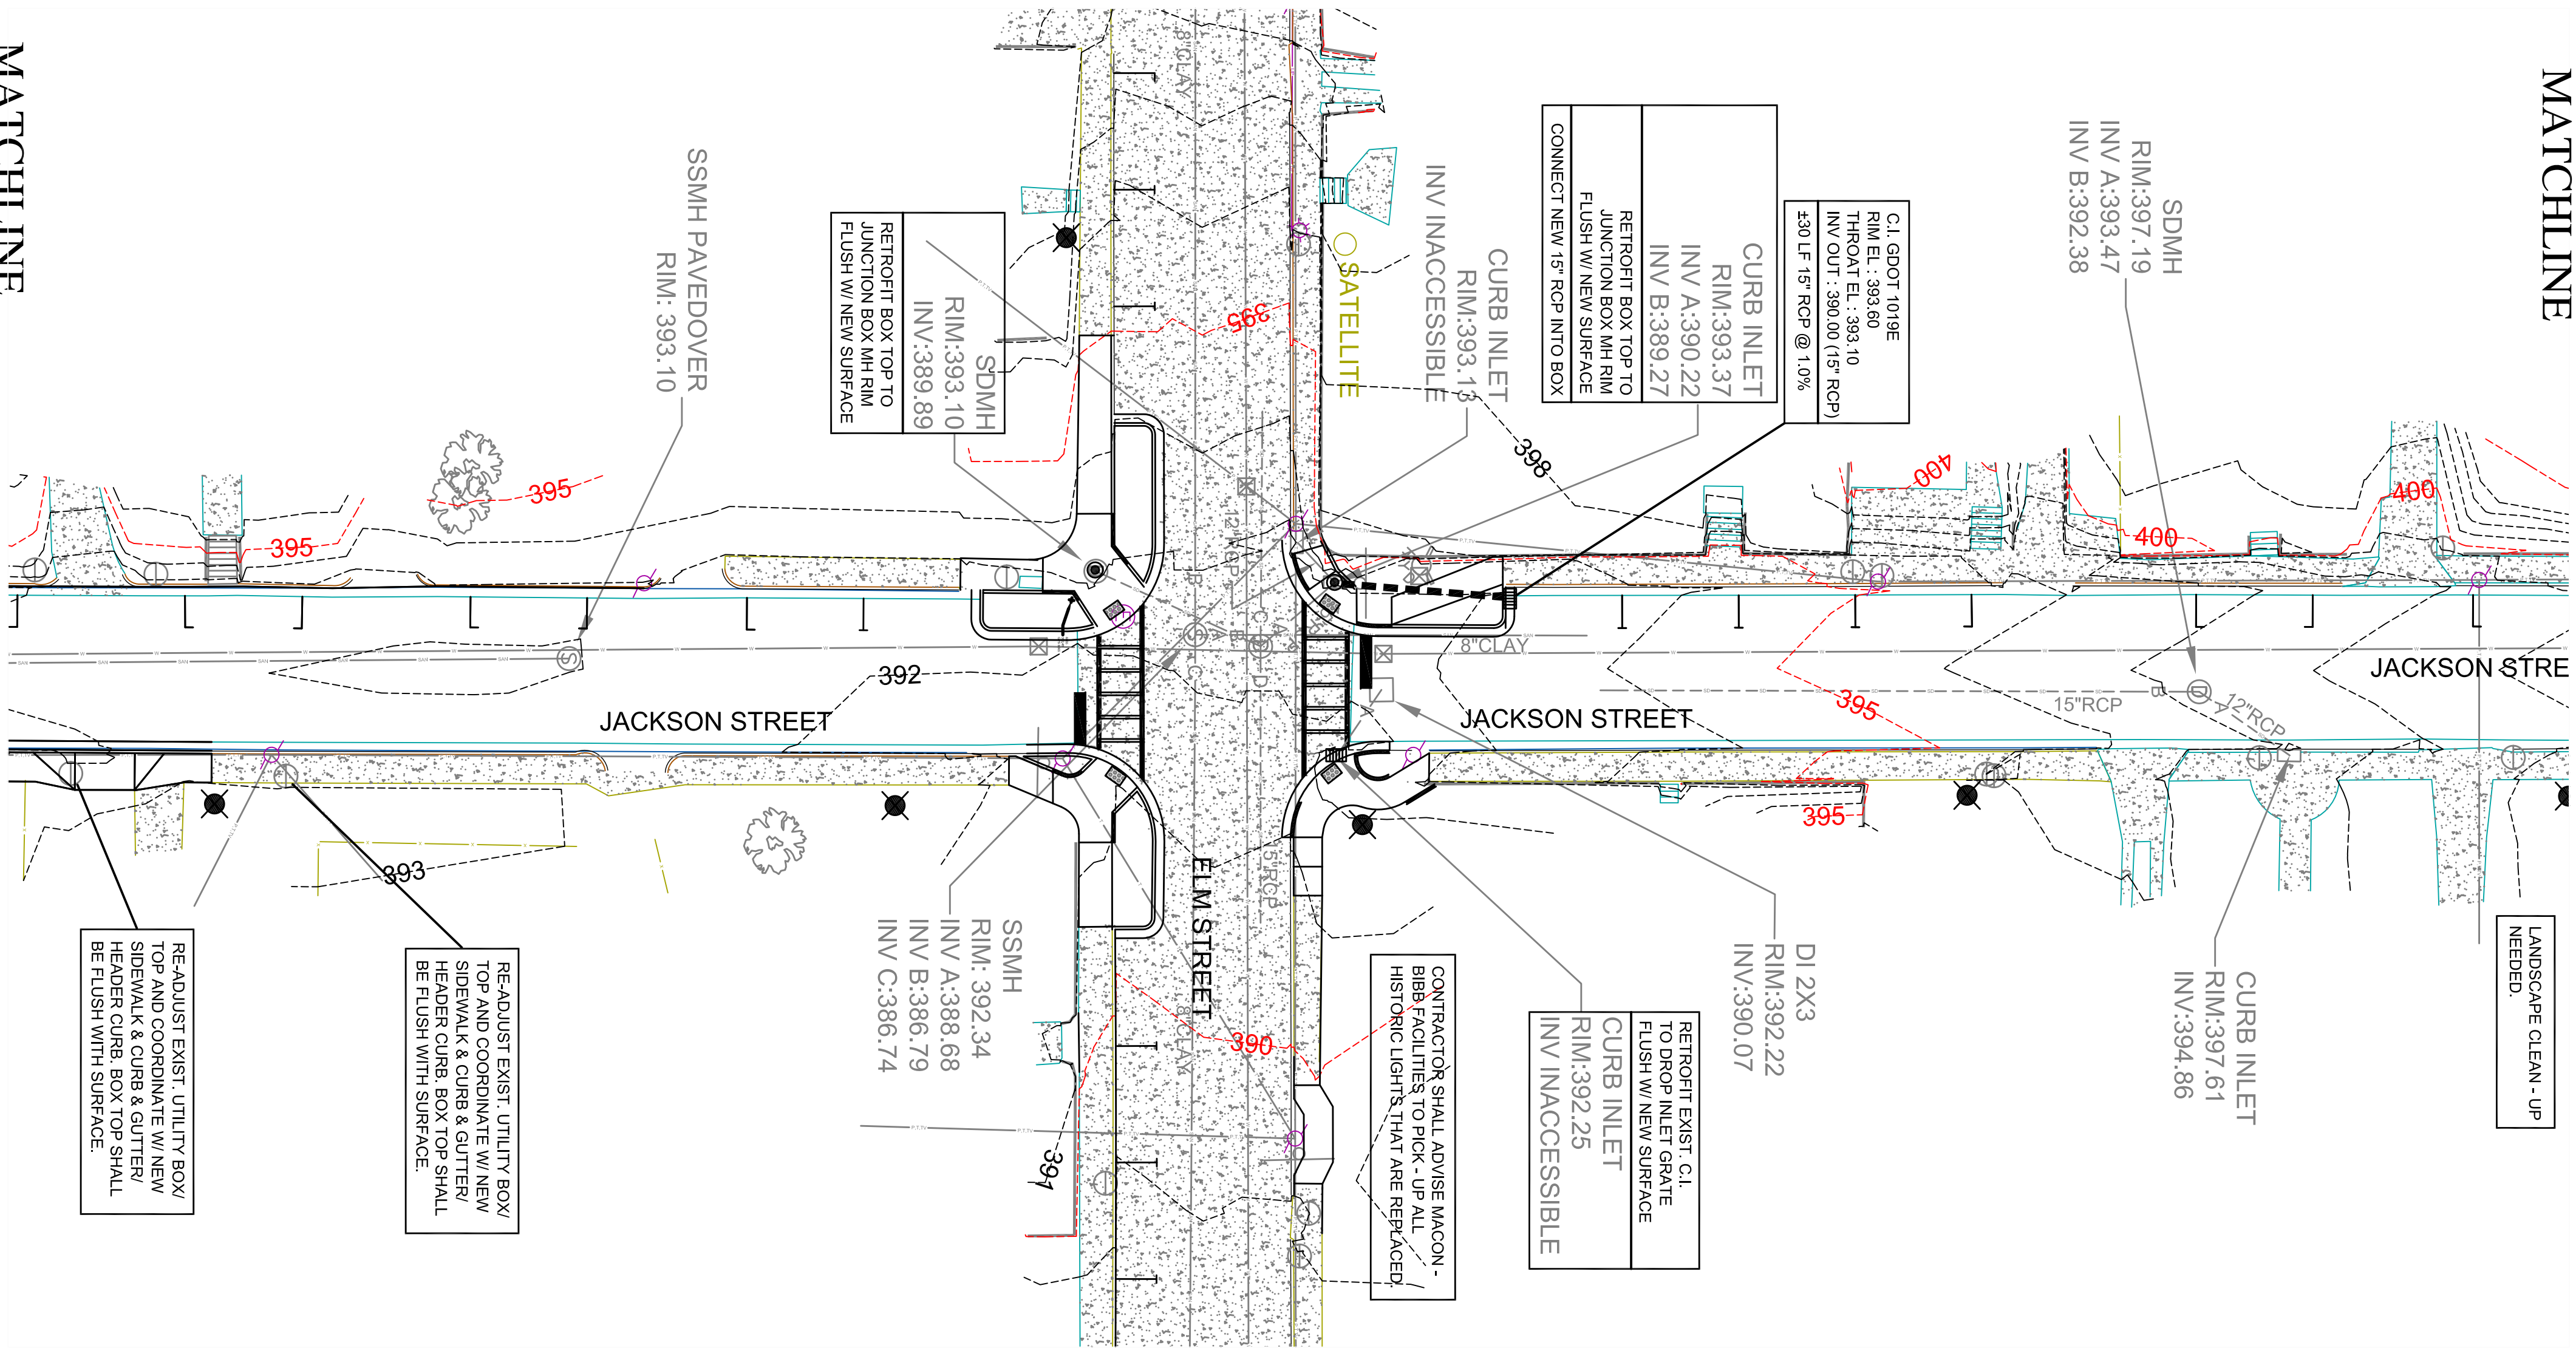 MATCHLINE
MATCHLINE
SDMH
RIM:397.19
INV A:393.47
INV B:392.38
C.I. GDOT 1019E
RIM EL : 393.60
THROAT EL : 393.10
INV OUT : 390.00 (15" RCP)
±30 LF 15" RCP @ 1.0%
CURB INLET
RIM:393.37
INV A:390.22
INV B:389.27
RETROFIT BOX TOP TO
JUNCTION BOX MH RIM
FLUSH W/ NEW SURFACE
CONNECT NEW 15" RCP INTO BOX
CURB INLET
RIM:393.13
INV INACCESSIBLE
SATELLITE
SDMH
RIM:393.10
INV:389.89
RETROFIT BOX TOP TO
JUNCTION BOX MH RIM
FLUSH W/ NEW SURFACE
SSMH PAVEDOVER
RIM: 393.10
8"CLAY
395
398
400
400
400
395
395
392
393
395
395
390
391
8"CLAY
15"RCP
12"RCP
A
B
C
D
JACKSON STREET
JACKSON STREET
JACKSON STRE
ELM STREET
8"CLAY
SSMH
RIM: 392.34
INV A:388.68
INV B:386.79
INV C:386.74
DI 2X3
RIM:392.22
INV:390.07
RETROFIT EXIST. C.I.
TO DROP INLET GRATE
FLUSH W/ NEW SURFACE
CURB INLET
RIM:392.25
INV INACCESSIBLE
CONTRACTOR SHALL ADVISE MACON -
BIBB FACILITIES TO PICK - UP ALL
HISTORIC LIGHTS THAT ARE REPLACED.
CURB INLET
RIM:397.61
INV:394.86
LANDSCAPE CLEAN - UP
NEEDED.
RE-ADJUST EXIST. UTILITY BOX/
TOP AND COORDINATE W/ NEW
SIDEWALK & CURB & GUTTER/
HEADER CURB. BOX TOP SHALL
BE FLUSH WITH SURFACE.
RE-ADJUST EXIST. UTILITY BOX/
TOP AND COORDINATE W/ NEW
SIDEWALK & CURB & GUTTER/
HEADER CURB. BOX TOP SHALL
BE FLUSH WITH SURFACE.